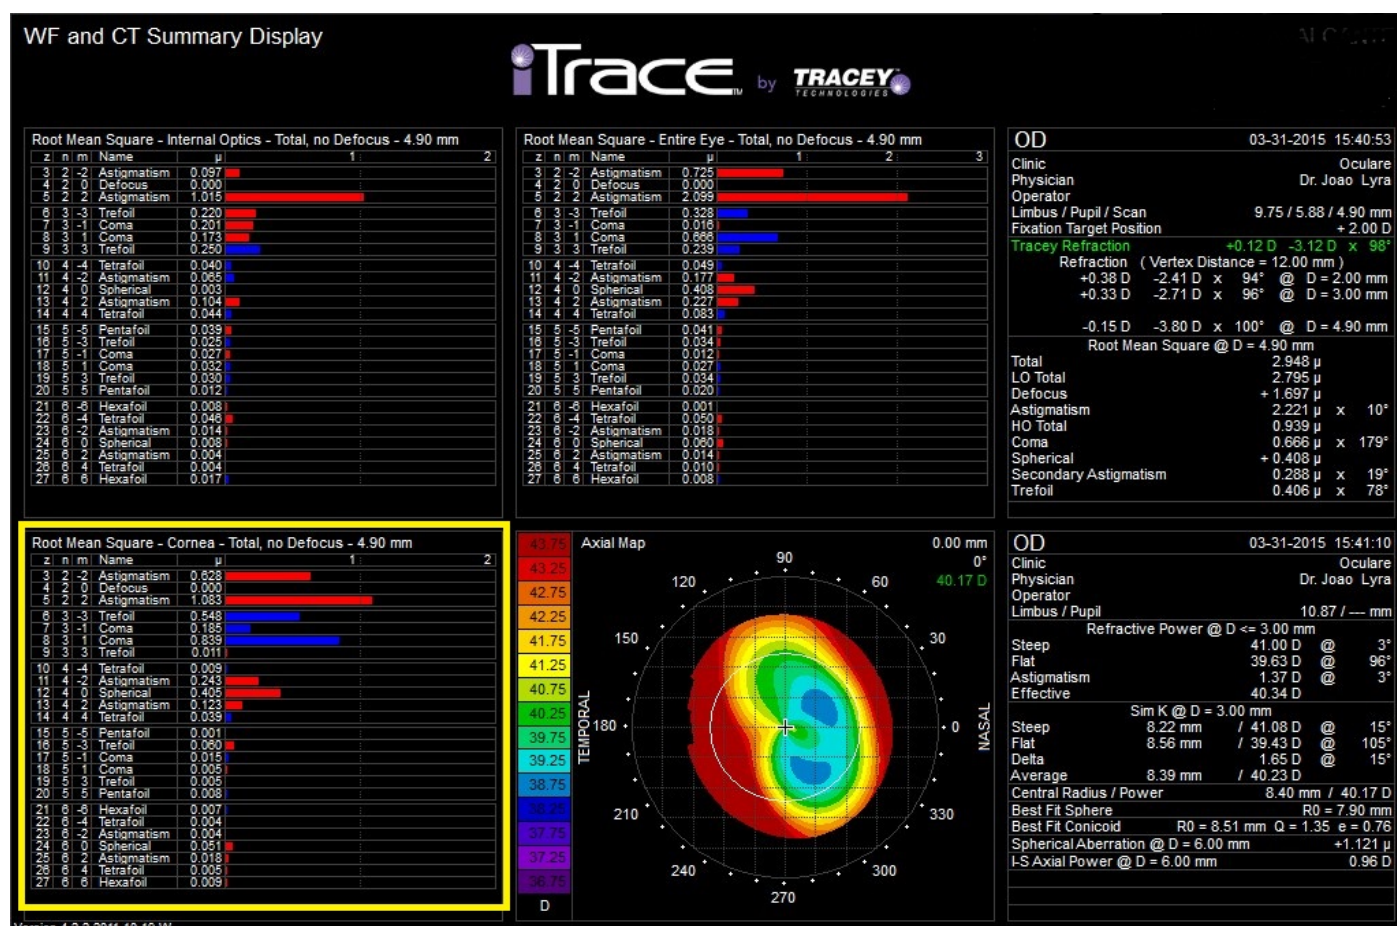 WF and CT Summary Display
iTrace™ by TRACEY TECHNOLOGIES
Root Mean Square - Internal Optics - Total, no Defocus - 4.90 mm
z n m Name µ 1 2
3 2 -2 Astigmatism 0.097
4 2 0 Defocus 0.000
5 2 2 Astigmatism 1.015
6 3 -3 Trefoil 0.220
7 3 -1 Coma 0.201
8 3 1 Coma 0.173
9 3 3 Trefoil 0.250
10 4 -4 Tetrafoil 0.040
11 4 -2 Astigmatism 0.065
12 4 0 Spherical 0.003
13 4 2 Astigmatism 0.104
14 4 4 Tetrafoil 0.044
15 5 -5 Pentafoil 0.039
16 5 -3 Trefoil 0.025
17 5 -1 Coma 0.027
18 5 1 Coma 0.032
19 5 3 Trefoil 0.030
20 5 5 Pentafoil 0.012
21 6 -6 Hexafoil 0.008
22 6 -4 Tetrafoil 0.046
23 6 -2 Astigmatism 0.014
24 6 0 Spherical 0.008
25 6 2 Astigmatism 0.004
26 6 4 Tetrafoil 0.004
27 6 6 Hexafoil 0.017
Root Mean Square - Entire Eye - Total, no Defocus - 4.90 mm
z n m Name µ 1 2 3
3 2 -2 Astigmatism 0.725
4 2 0 Defocus 0.000
5 2 2 Astigmatism 2.099
6 3 -3 Trefoil 0.328
7 3 -1 Coma 0.016
8 3 1 Coma 0.666
9 3 3 Trefoil 0.239
10 4 -4 Tetrafoil 0.049
11 4 -2 Astigmatism 0.177
12 4 0 Spherical 0.408
13 4 2 Astigmatism 0.227
14 4 4 Tetrafoil 0.083
15 5 -5 Pentafoil 0.041
16 5 -3 Trefoil 0.034
17 5 -1 Coma 0.012
18 5 1 Coma 0.027
19 5 3 Trefoil 0.034
20 5 5 Pentafoil 0.020
21 6 -6 Hexafoil 0.001
22 6 -4 Tetrafoil 0.050
23 6 -2 Astigmatism 0.018
24 6 0 Spherical 0.060
25 6 2 Astigmatism 0.014
26 6 4 Tetrafoil 0.010
27 6 6 Hexafoil 0.008
OD 03-31-2015 15:40:53
Clinic Oculare
Physician Dr. Joao Lyra
Operator
Limbus / Pupil / Scan 9.75 / 5.88 / 4.90 mm
Fixation Target Position + 2.00 D
Tracey Refraction +0.12 D -3.12 D x 98°
Refraction ( Vertex Distance = 12.00 mm )
+0.38 D -2.41 D x 94° @ D = 2.00 mm
+0.33 D -2.71 D x 96° @ D = 3.00 mm
-0.15 D -3.80 D x 100° @ D = 4.90 mm
Root Mean Square @ D = 4.90 mm
Total 2.948 µ
LO Total 2.795 µ
Defocus + 1.697 µ
Astigmatism 2.221 µ x 10°
HO Total 0.939 µ
Coma 0.666 µ x 179°
Spherical + 0.408 µ
Secondary Astigmatism 0.288 µ x 19°
Trefoil 0.406 µ x 78°
Root Mean Square - Cornea - Total, no Defocus - 4.90 mm
z n m Name µ 1 2
3 2 -2 Astigmatism 0.628
4 2 0 Defocus 0.000
5 2 2 Astigmatism 1.083
6 3 -3 Trefoil 0.548
7 3 -1 Coma 0.185
8 3 1 Coma 0.839
9 3 3 Trefoil 0.011
10 4 -4 Tetrafoil 0.009
11 4 -2 Astigmatism 0.243
12 4 0 Spherical 0.405
13 4 2 Astigmatism 0.123
14 4 4 Tetrafoil 0.039
15 5 -5 Pentafoil 0.001
16 5 -3 Trefoil 0.060
17 5 -1 Coma 0.015
18 5 1 Coma 0.005
19 5 3 Trefoil 0.005
20 5 5 Pentafoil 0.008
21 6 -6 Hexafoil 0.007
22 6 -4 Tetrafoil 0.004
23 6 -2 Astigmatism 0.004
24 6 0 Spherical 0.051
25 6 2 Astigmatism 0.018
26 6 4 Tetrafoil 0.005
27 6 6 Hexafoil 0.009
43.75
43.25
42.75
42.25
41.75
41.25
40.75
40.25
39.75
39.25
38.75
38.25
37.75
37.25
36.75
D
Axial Map 0.00 mm
0°
40.17 D
90
120 60
150 30
TEMPORAL 180 0 NASAL
210 330
240 300
270
OD 03-31-2015 15:41:10
Clinic Oculare
Physician Dr. Joao Lyra
Operator
Limbus / Pupil 10.87 / --- mm
Refractive Power @ D <= 3.00 mm
Steep 41.00 D @ 3°
Flat 39.63 D @ 96°
Astigmatism 1.37 D @ 3°
Effective 40.34 D
Sim K @ D = 3.00 mm
Steep 8.22 mm / 41.08 D @ 15°
Flat 8.56 mm / 39.43 D @ 105°
Delta 1.65 D @ 15°
Average 8.39 mm / 40.23 D
Central Radius / Power 8.40 mm / 40.17 D
Best Fit Sphere R0 = 7.90 mm
Best Fit Conicoid R0 = 8.51 mm Q = 1.35 e = 0.76
Spherical Aberration @ D = 6.00 mm +1.121 µ
I-S Axial Power @ D = 6.00 mm 0.96 D